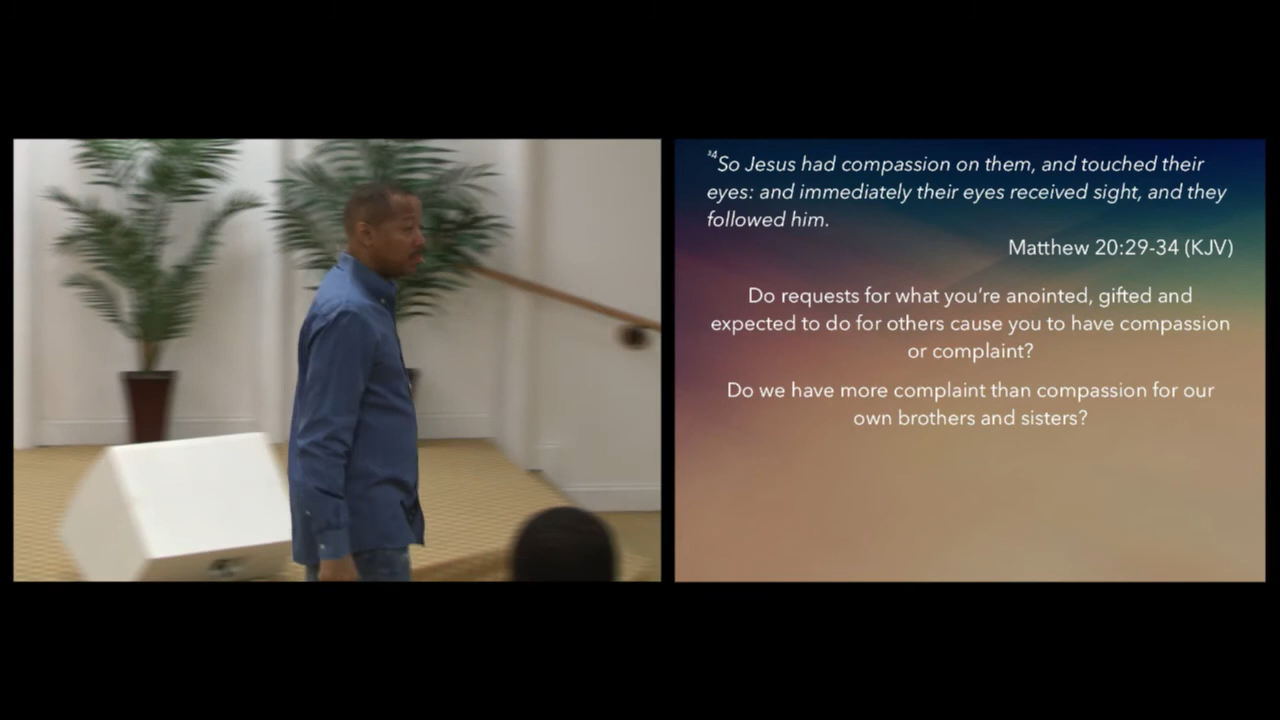 ³⁴So Jesus had compassion on them, and touched their
eyes: and immediately their eyes received sight, and they
followed him.
Matthew 20:29-34 (KJV)
Do requests for what you’re anointed, gifted and
expected to do for others cause you to have compassion
or complaint?
Do we have more complaint than compassion for our
own brothers and sisters?